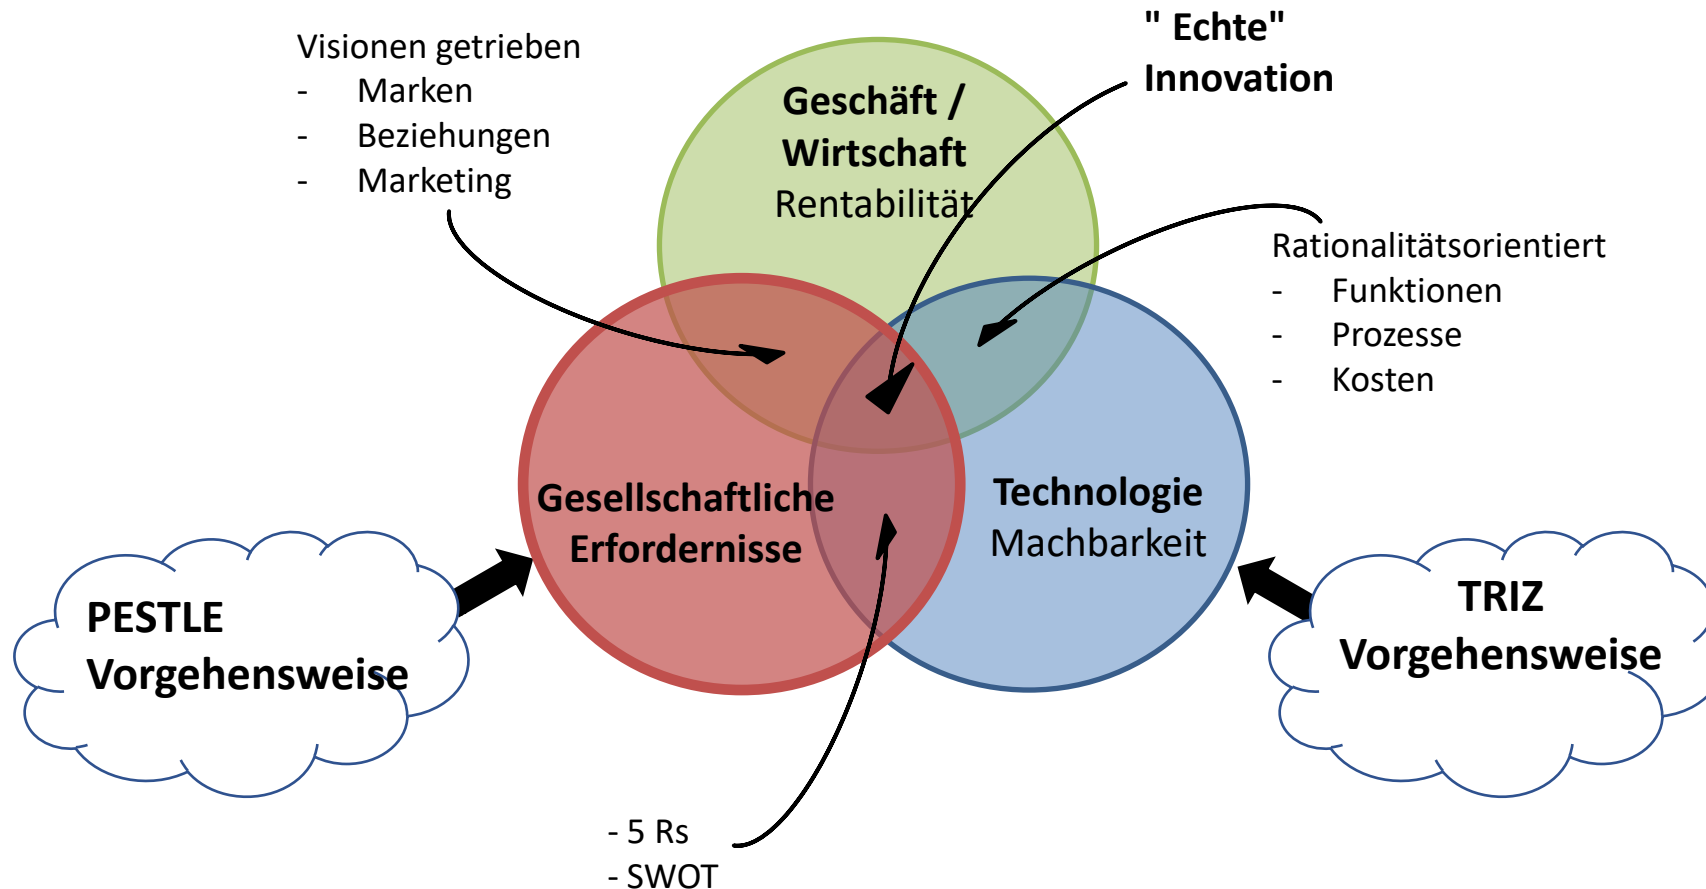 " Echte"
Innovation
Visionen getrieben
- Marken
- Beziehungen
- Marketing
Geschäft /
Wirtschaft
Rentabilität
Rationalitätsorientiert
- Funktionen
- Prozesse
- Kosten
Gesellschaftliche
Erfordernisse
Technologie
Machbarkeit
PESTLE
Vorgehensweise
TRIZ
Vorgehensweise
- 5 Rs
- SWOT